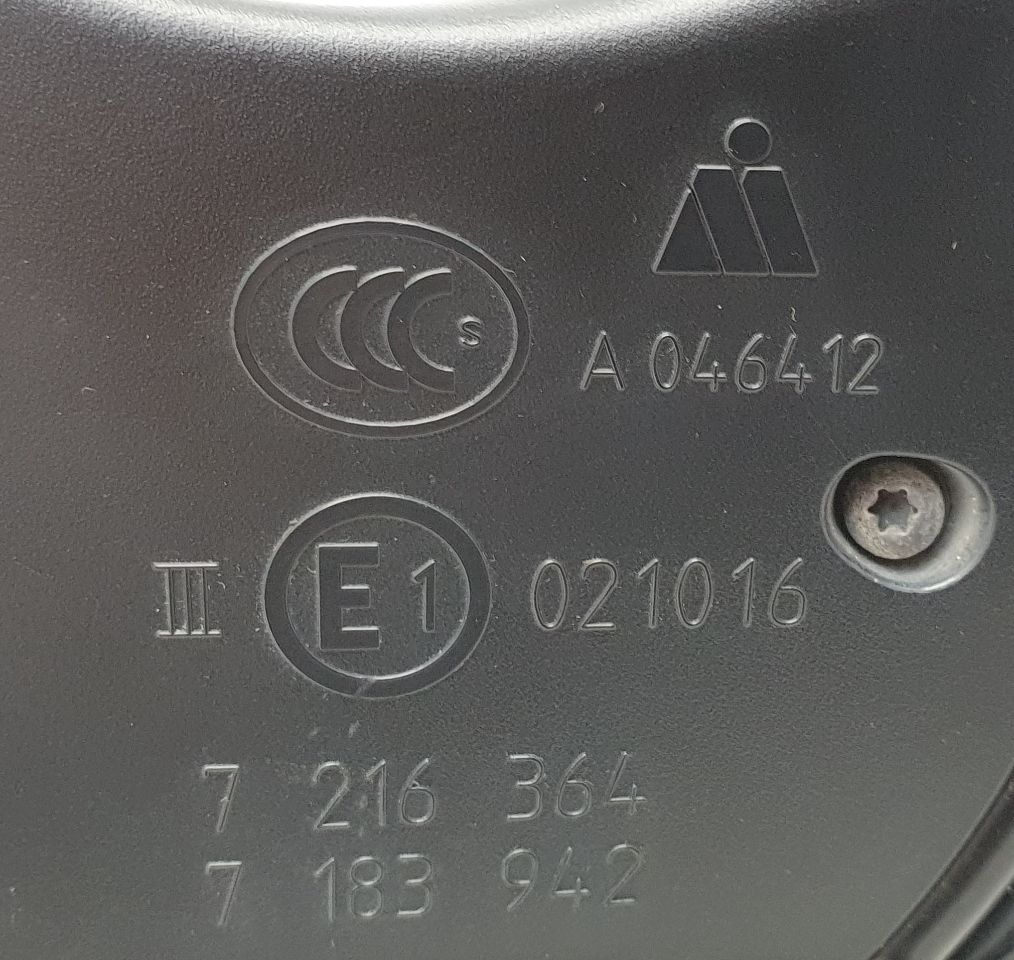 CCC S
A 046412
III E 1 021016
7 216 364
7 183 942